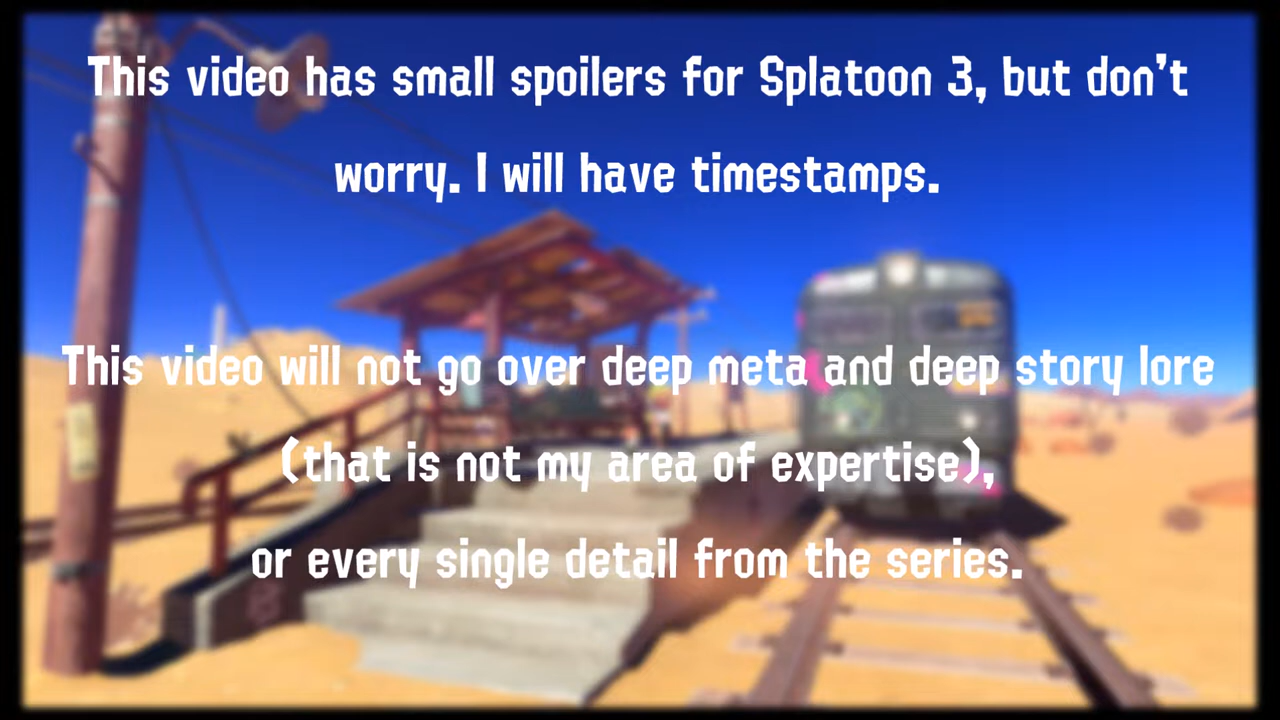 This video has small spoilers for Splatoon 3, but don't
worry. I will have timestamps.
This video will not go over deep meta and deep story lore
(that is not my area of expertise),
or every single detail from the series.